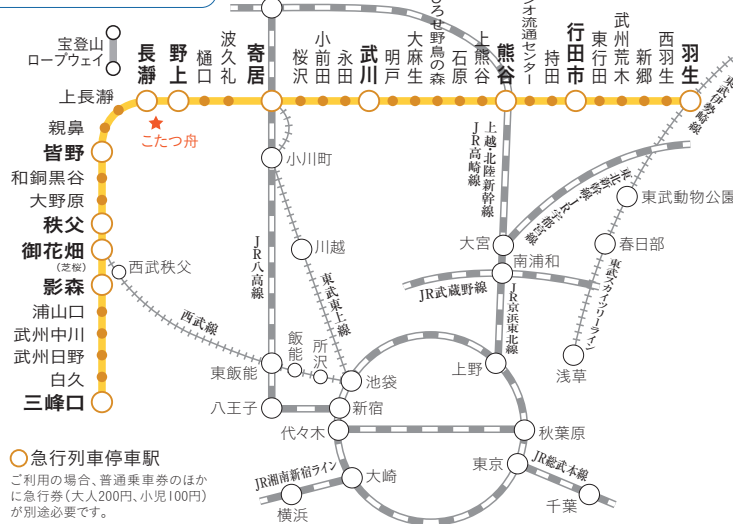 宝登山
ロープウェイ
長瀞
野上
樋口
波久礼
寄居
桜沢
小前田
永田
武川
明戸
大麻生
ひろせ野鳥の森
石原
上熊谷
熊谷
オ流通センター
持田
行田市
東行田
武州荒木
新郷
西羽生
羽生
上長瀞
こたつ舟
親鼻
皆野
和銅黒谷
大野原
秩父
御花畑
(芝桜)
影森
浦山口
武州中川
武州日野
白久
三峰口
西武秩父
西武線
小川町
JR八高線
川越
東武東上線
飯能
所沢
東飯能
八王子
池袋
新宿
代々木
上越・北陸新幹線
JR高崎線
東北新幹線
JR宇都宮線
東武伊勢崎線
東武動物公園
大宮
南浦和
春日部
JR武蔵野線
JR京浜東北線
東武スカイツリーライン
上野
浅草
秋葉原
東京
JR総武本線
千葉
JR湘南新宿ライン
大崎
横浜
急行列車停車駅
ご利用の場合、普通乗車券のほか
に急行券(大人200円、小児100円)
が別途必要です。